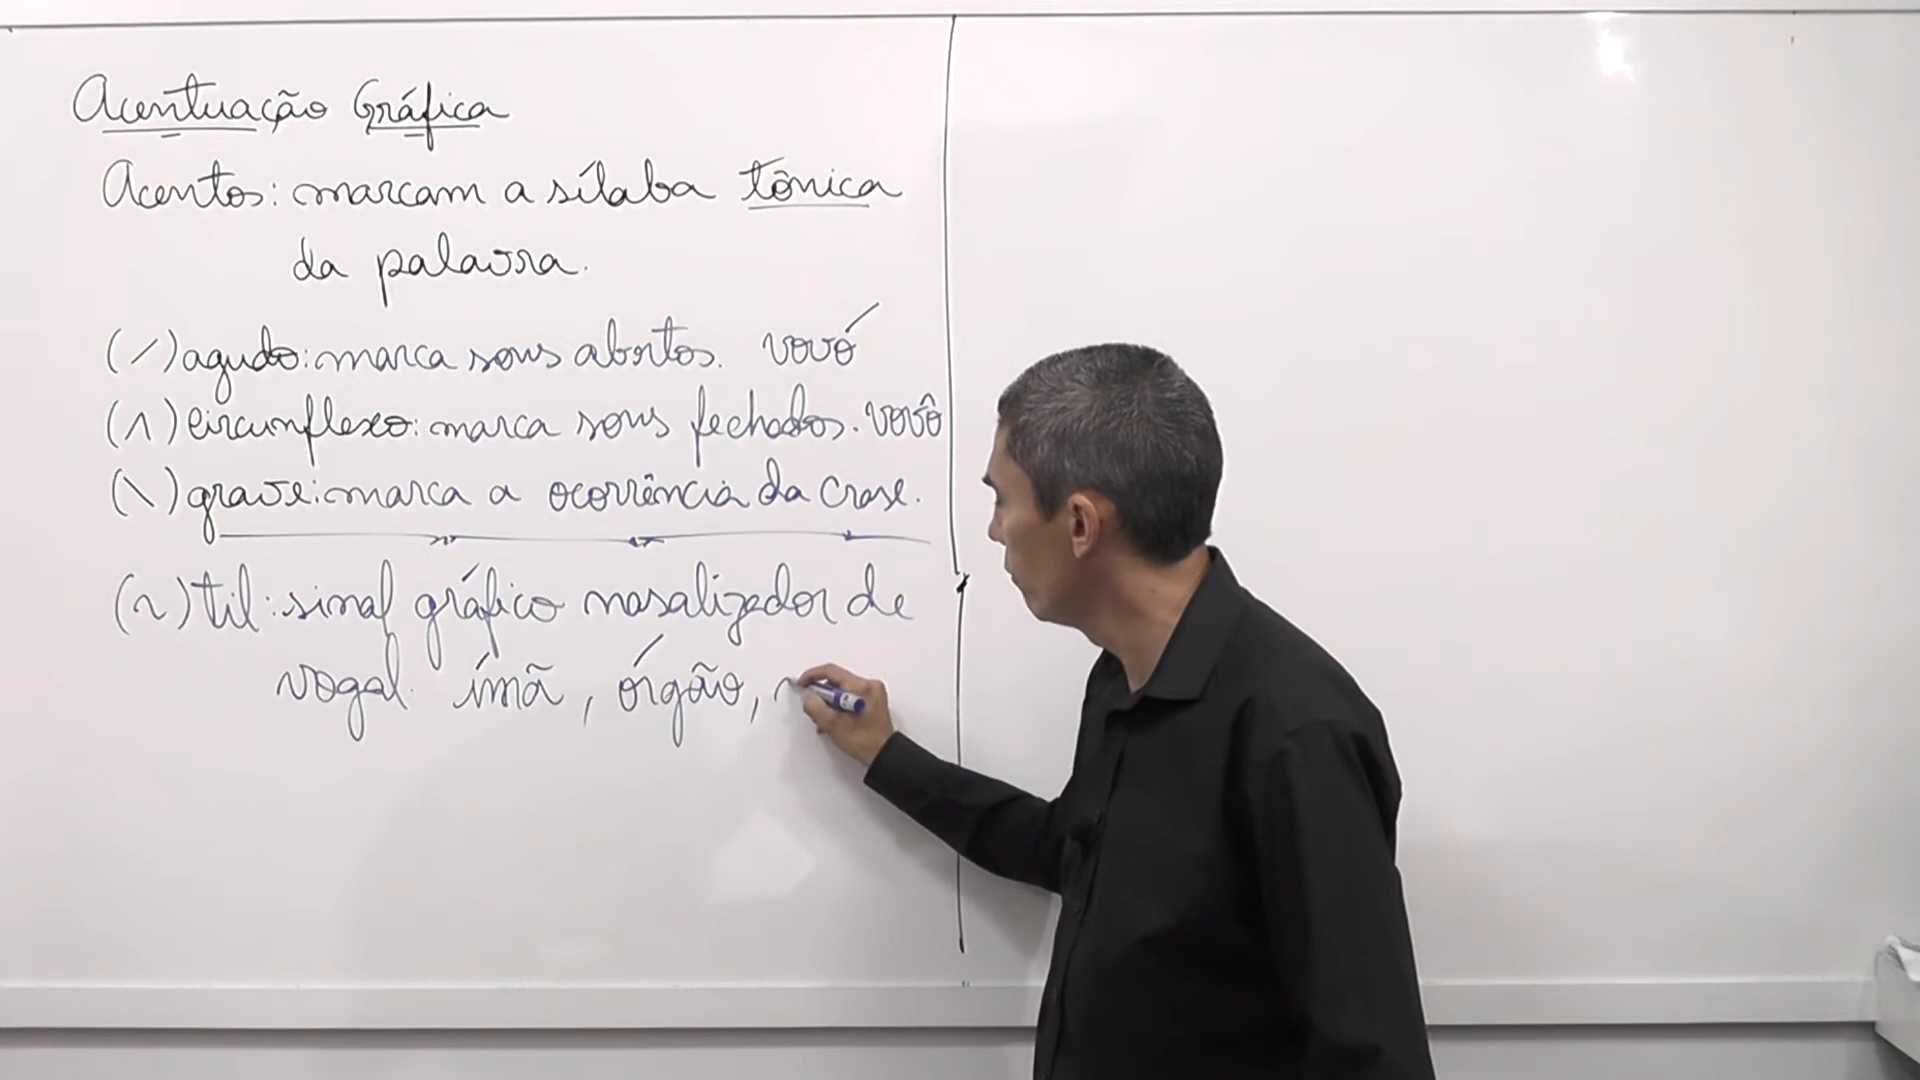 Acentuação Gráfica
Acentos: marcam a sílaba tônica
da palavra.
(´) agudo: marca sons abertos. vovó
(^) circunflexo: marca sons fechados. vovô
(`) grave: marca a ocorrência da crase.
(~) til: sinal gráfico nasalizador de
vogal. ímã, órgão,